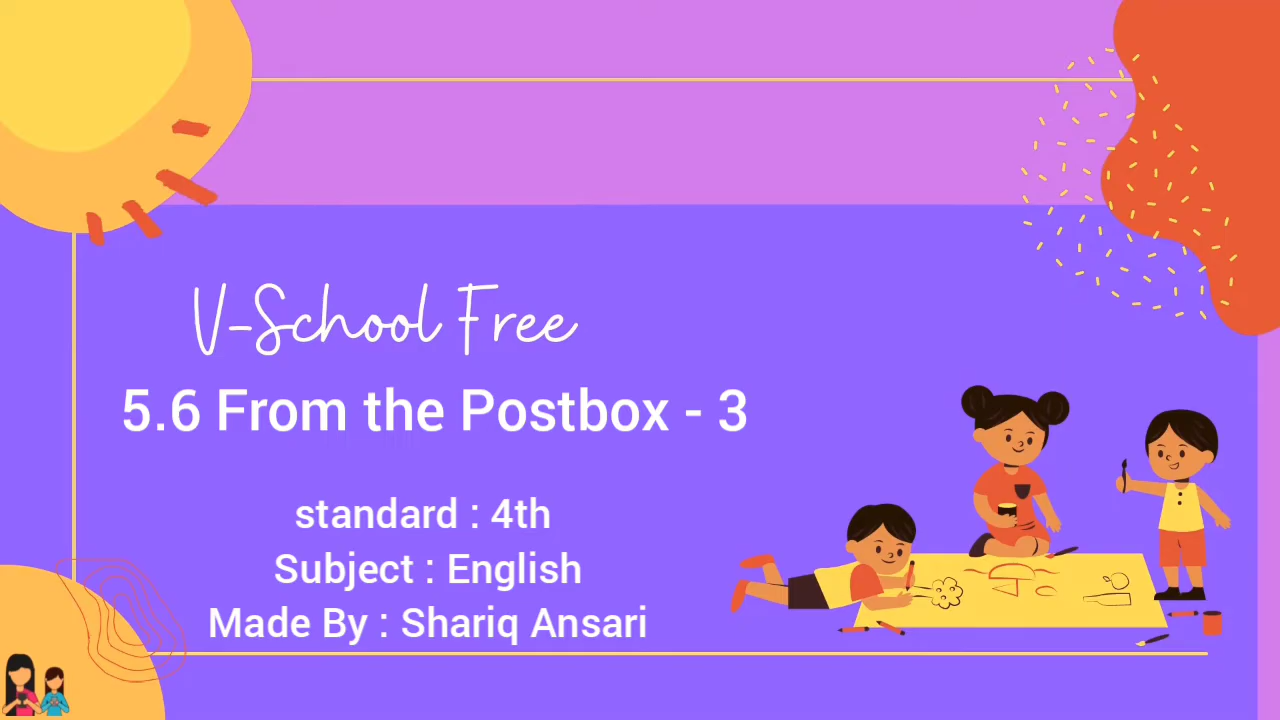 V-School Free
5.6 From the Postbox - 3
standard : 4th
Subject : English
Made By : Shariq Ansari